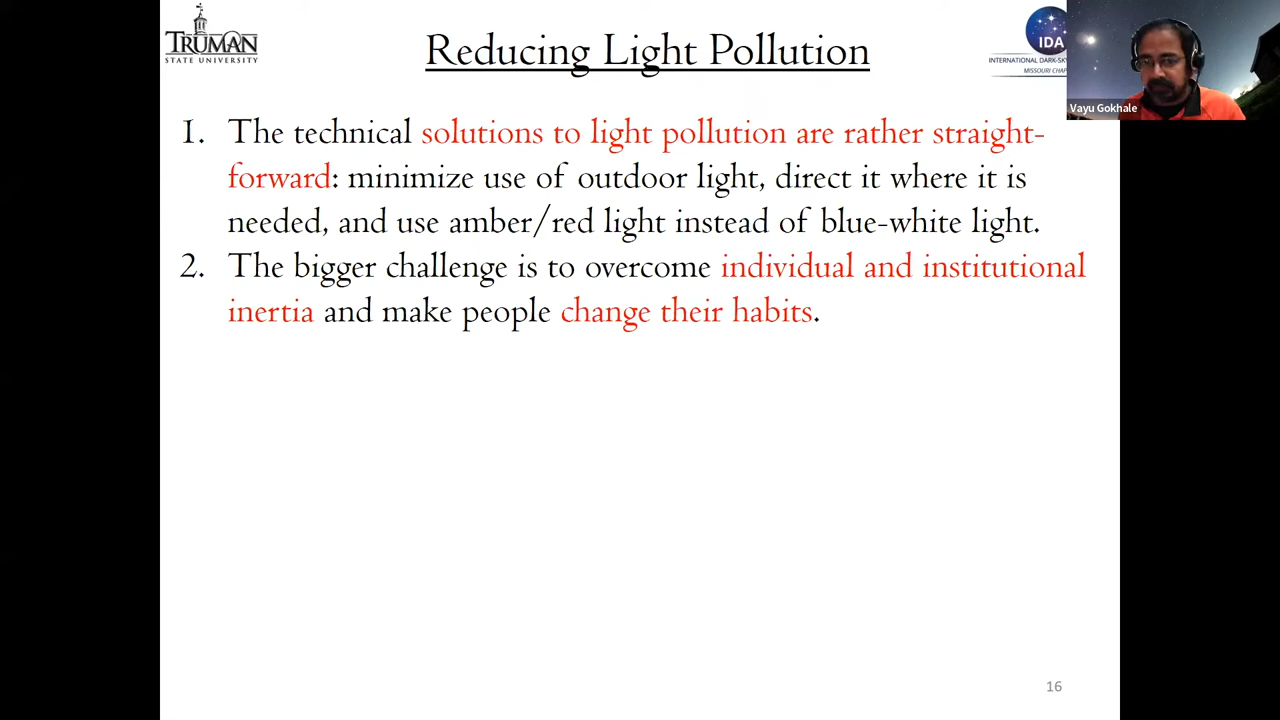 TRUMAN
STATE UNIVERSITY
Reducing Light Pollution
IDA
INTERNATIONAL DARK-SKY
MISSOURI
Vayu Gokhale
1. The technical solutions to light pollution are rather straight-
forward: minimize use of outdoor light, direct it where it is
needed, and use amber/red light instead of blue-white light.
2. The bigger challenge is to overcome individual and institutional
inertia and make people change their habits.
16